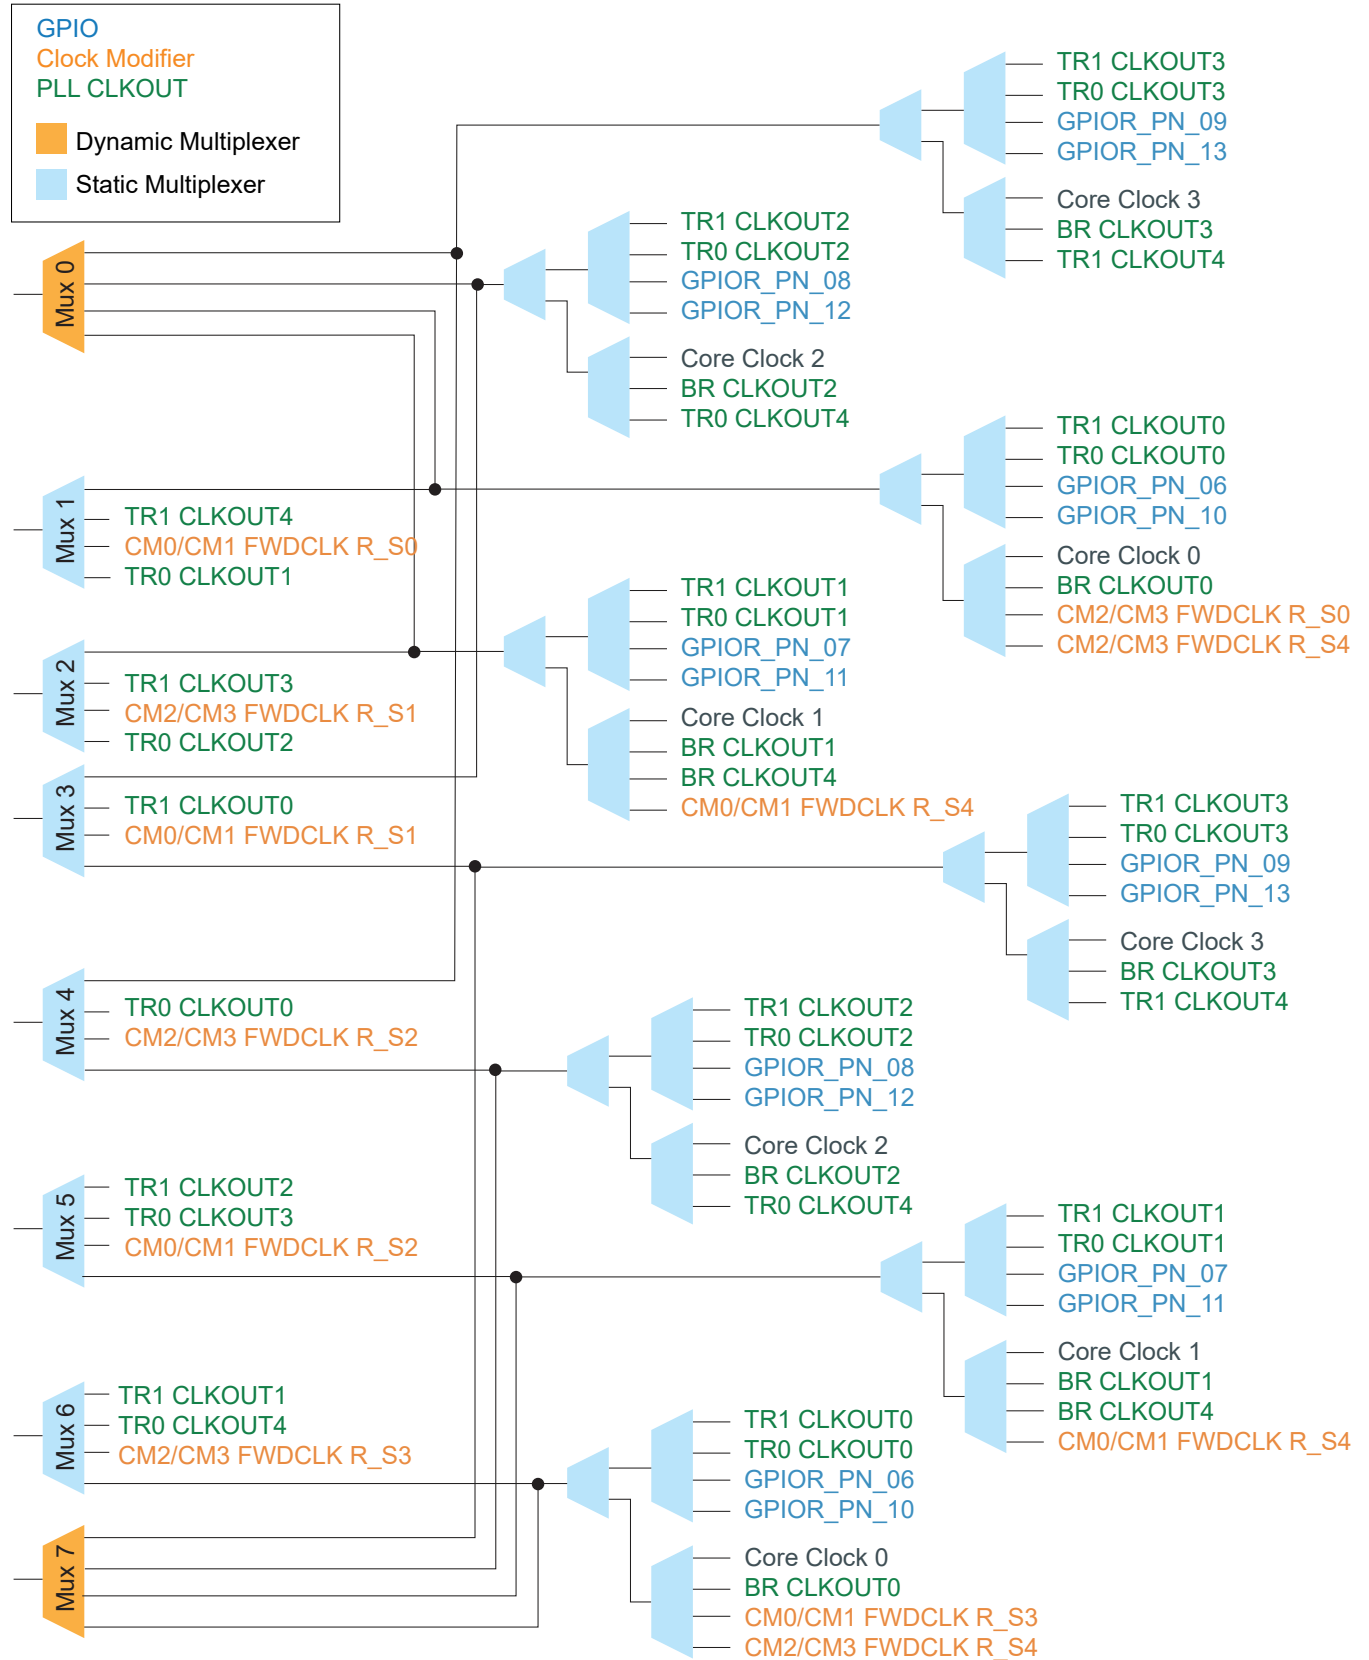 GPIO
Clock Modifier
PLL CLKOUT
Dynamic Multiplexer
Static Multiplexer
TR1 CLKOUT3
TR0 CLKOUT3
GPIOR_PN_09
GPIOR_PN_13
Core Clock 3
BR CLKOUT3
TR1 CLKOUT4
Mux 0
TR1 CLKOUT2
TR0 CLKOUT2
GPIOR_PN_08
GPIOR_PN_12
Core Clock 2
BR CLKOUT2
TR0 CLKOUT4
Mux 1
TR1 CLKOUT4
CM0/CM1 FWDCLK R_S0
TR0 CLKOUT1
TR1 CLKOUT0
TR0 CLKOUT0
GPIOR_PN_06
GPIOR_PN_10
Core Clock 0
BR CLKOUT0
CM2/CM3 FWDCLK R_S0
CM2/CM3 FWDCLK R_S4
Mux 2
TR1 CLKOUT3
CM2/CM3 FWDCLK R_S1
TR0 CLKOUT2
TR1 CLKOUT1
TR0 CLKOUT1
GPIOR_PN_07
GPIOR_PN_11
Core Clock 1
BR CLKOUT1
BR CLKOUT4
CM0/CM1 FWDCLK R_S4
Mux 3
TR1 CLKOUT0
CM0/CM1 FWDCLK R_S1
TR1 CLKOUT3
TR0 CLKOUT3
GPIOR_PN_09
GPIOR_PN_13
Core Clock 3
BR CLKOUT3
TR1 CLKOUT4
Mux 4
TR0 CLKOUT0
CM2/CM3 FWDCLK R_S2
TR1 CLKOUT2
TR0 CLKOUT2
GPIOR_PN_08
GPIOR_PN_12
Core Clock 2
BR CLKOUT2
TR0 CLKOUT4
Mux 5
TR1 CLKOUT2
TR0 CLKOUT3
CM0/CM1 FWDCLK R_S2
TR1 CLKOUT1
TR0 CLKOUT1
GPIOR_PN_07
GPIOR_PN_11
Core Clock 1
BR CLKOUT1
BR CLKOUT4
CM0/CM1 FWDCLK R_S4
Mux 6
TR1 CLKOUT1
TR0 CLKOUT4
CM2/CM3 FWDCLK R_S3
TR1 CLKOUT0
TR0 CLKOUT0
GPIOR_PN_06
GPIOR_PN_10
Core Clock 0
BR CLKOUT0
CM0/CM1 FWDCLK R_S3
CM2/CM3 FWDCLK R_S4
Mux 7